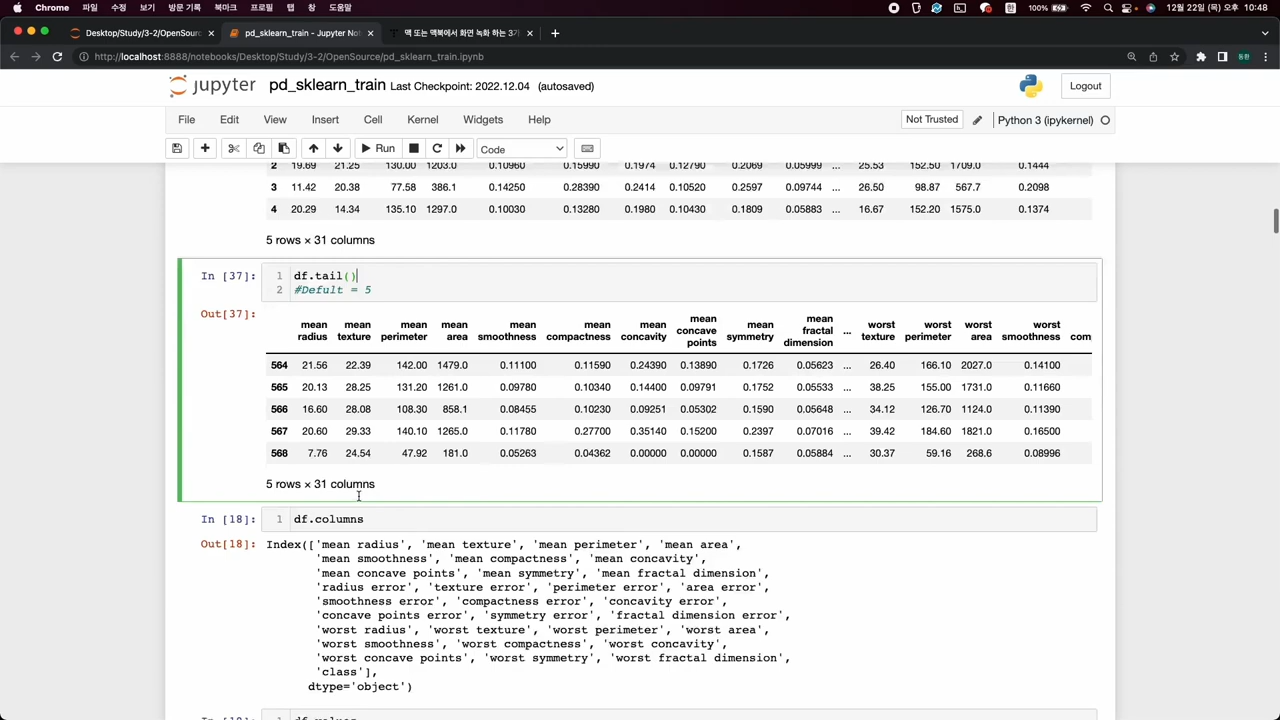 Chrome 파일 수정 보기 방문 기록 북마크 프로필 탭 창 도움말 100% 12월 22일 (목) 오후 10:48
Desktop/Study/3-2/OpenSourc pd_sklearn_train - Jupyter No 맥 또는 맥북에서 화면 녹화 하는 3가
http://localhost:8888/notebooks/Desktop/Study/3-2/OpenSource/pd_sklearn_train.ipynb
jupyter pd_sklearn_train Last Checkpoint: 2022.12.04 (autosaved) Logout
File Edit View Insert Cell Kernel Widgets Help Not Trusted Python 3 (ipykernel)
Run Code
2 19.69 21.25 130.00 1203.0 0.10960 0.15990 0.1974 0.12790 0.2069 0.05999 ... 25.53 152.50 1709.0 0.1444
3 11.42 20.38 77.58 386.1 0.14250 0.28390 0.2414 0.10520 0.2597 0.09744 ... 26.50 98.87 567.7 0.2098
4 20.29 14.34 135.10 1297.0 0.10030 0.13280 0.1980 0.10430 0.1809 0.05883 ... 16.67 152.20 1575.0 0.1374
5 rows × 31 columns
In [37]: 1 df.tail()
2 #Defult = 5
Out[37]:
mean radius mean texture mean perimeter mean area mean smoothness mean compactness mean concavity mean concave points mean symmetry mean fractal dimension ... worst texture worst perimeter worst area worst smoothness com
564 21.56 22.39 142.00 1479.0 0.11100 0.11590 0.24390 0.13890 0.1726 0.05623 ... 26.40 166.10 2027.0 0.14100
565 20.13 28.25 131.20 1261.0 0.09780 0.10340 0.14400 0.09791 0.1752 0.05533 ... 38.25 155.00 1731.0 0.11660
566 16.60 28.08 108.30 858.1 0.08455 0.10230 0.09251 0.05302 0.1590 0.05648 ... 34.12 126.70 1124.0 0.11390
567 20.60 29.33 140.10 1265.0 0.11780 0.27700 0.35140 0.15200 0.2397 0.07016 ... 39.42 184.60 1821.0 0.16500
568 7.76 24.54 47.92 181.0 0.05263 0.04362 0.00000 0.00000 0.1587 0.05884 ... 30.37 59.16 268.6 0.08996
5 rows × 31 columns
In [18]: 1 df.columns
Out[18]: Index(['mean radius', 'mean texture', 'mean perimeter', 'mean area',
'mean smoothness', 'mean compactness', 'mean concavity',
'mean concave points', 'mean symmetry', 'mean fractal dimension',
'radius error', 'texture error', 'perimeter error', 'area error',
'smoothness error', 'compactness error', 'concavity error',
'concave points error', 'symmetry error', 'fractal dimension error',
'worst radius', 'worst texture', 'worst perimeter', 'worst area',
'worst smoothness', 'worst compactness', 'worst concavity',
'worst concave points', 'worst symmetry', 'worst fractal dimension',
'class'],
dtype='object')